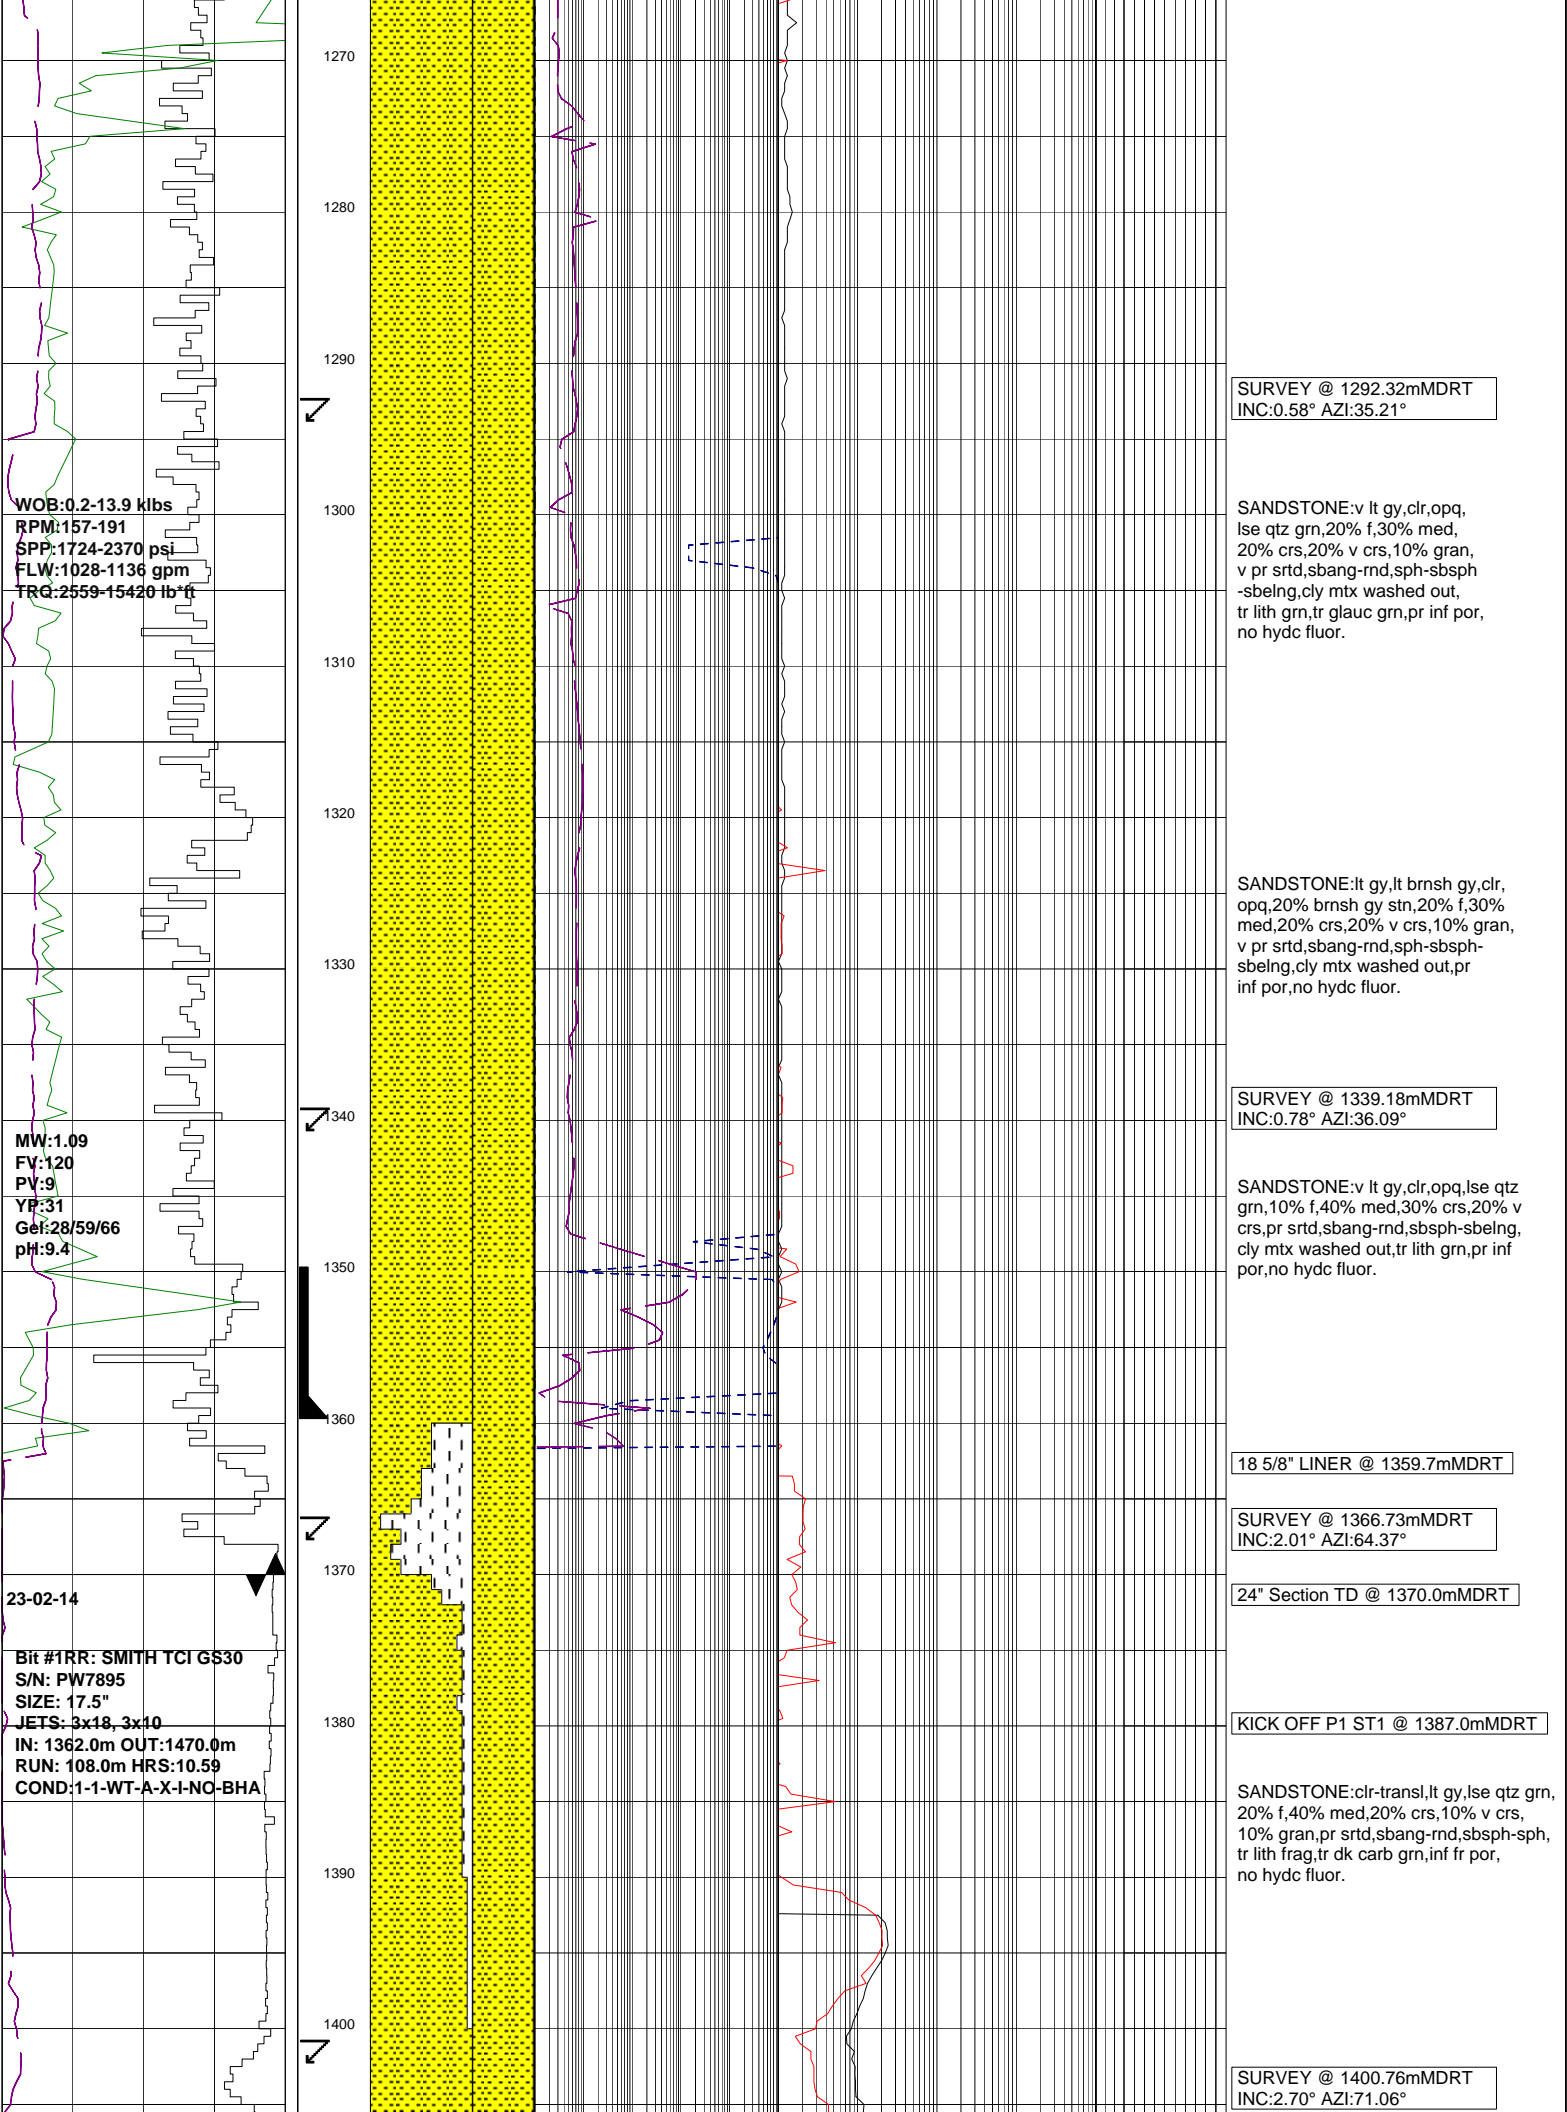 1270
1280
1290
SURVEY @ 1292.32mMDRT
INC:0.58° AZI:35.21°
WOB:0.2-13.9 klbs
RPM:157-191
SPP:1724-2370 psi
FLW:1028-1136 gpm
TRQ:2559-15420 lb*ft
1300
SANDSTONE:v lt gy,clr,opq,
lse qtz grn,20% f,30% med,
20% crs,20% v crs,10% gran,
v pr srtd,sbang-rnd,sph-sbsph
-sbelng,cly mtx washed out,
tr lith grn,tr glauc grn,pr inf por,
no hydc fluor.
1310
1320
SANDSTONE:lt gy,lt brnsh gy,clr,
opq,20% brnsh gy stn,20% f,30%
med,20% crs,20% v crs,10% gran,
v pr srtd,sbang-rnd,sph-sbsph-
sbelng,cly mtx washed out,pr
inf por,no hydc fluor.
1330
SURVEY @ 1339.18mMDRT
INC:0.78° AZI:36.09°
1340
MW:1.09
FV:120
PV:9
YP:31
Gel:28/59/66
pH:9.4
SANDSTONE:v lt gy,clr,opq,lse qtz
grn,10% f,40% med,30% crs,20% v
crs,pr srtd,sbang-rnd,sbsph-sbelng,
cly mtx washed out,tr lith grn,pr inf
por,no hydc fluor.
1350
1360
18 5/8" LINER @ 1359.7mMDRT
SURVEY @ 1366.73mMDRT
INC:2.01° AZI:64.37°
1370
23-02-14
24" Section TD @ 1370.0mMDRT
Bit #1RR: SMITH TCI GS30
S/N: PW7895
SIZE: 17.5"
JETS: 3x18, 3x10
IN: 1362.0m OUT:1470.0m
RUN: 108.0m HRS:10.59
COND:1-1-WT-A-X-I-NO-BHA
1380
KICK OFF P1 ST1 @ 1387.0mMDRT
SANDSTONE:clr-transl,lt gy,lse qtz grn,
20% f,40% med,20% crs,10% v crs,
10% gran,pr srtd,sbang-rnd,sbsph-sph,
tr lith frag,tr dk carb grn,inf fr por,
no hydc fluor.
1390
1400
SURVEY @ 1400.76mMDRT
INC:2.70° AZI:71.06°